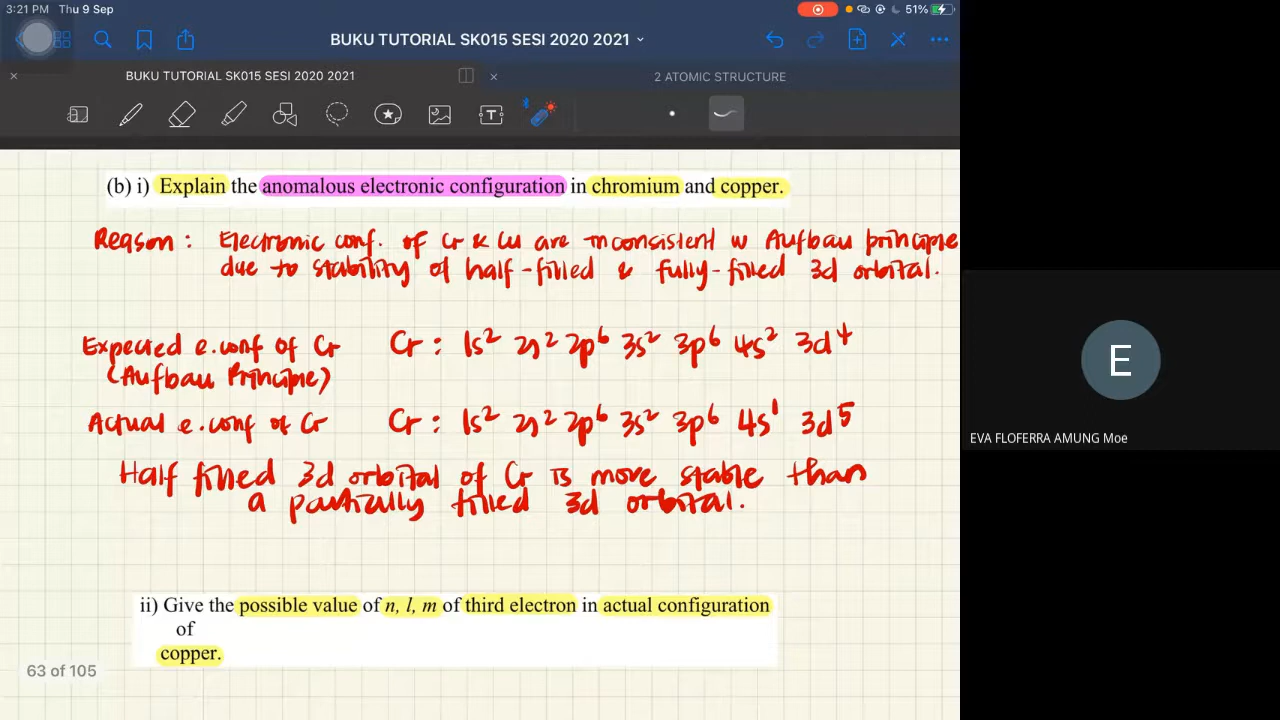 3:21 PM Thu 9 Sep
51%
BUKU TUTORIAL SK015 SESI 2020 2021
BUKU TUTORIAL SK015 SESI 2020 2021
2 ATOMIC STRUCTURE
(b) i) Explain the anomalous electronic configuration in chromium and copper.
Reason : Electronic conf. of Cr & Cu are inconsistent w Aufbau principle
due to stability of half-filled & fully-filled 3d orbital.
Expected e.conf of Cr Cr : 1s² 2s² 2p⁶ 3s² 3p⁶ 4s² 3d⁴
(Aufbau Principle)
Actual e.conf of Cr Cr : 1s² 2s² 2p⁶ 3s² 3p⁶ 4s¹ 3d⁵
Half filled 3d orbital of Cr is more stable than
a partially filled 3d orbital.
ii) Give the possible value of n, l, m of third electron in actual configuration
of
copper.
63 of 105
E
EVA FLOFERRA AMUNG Moe